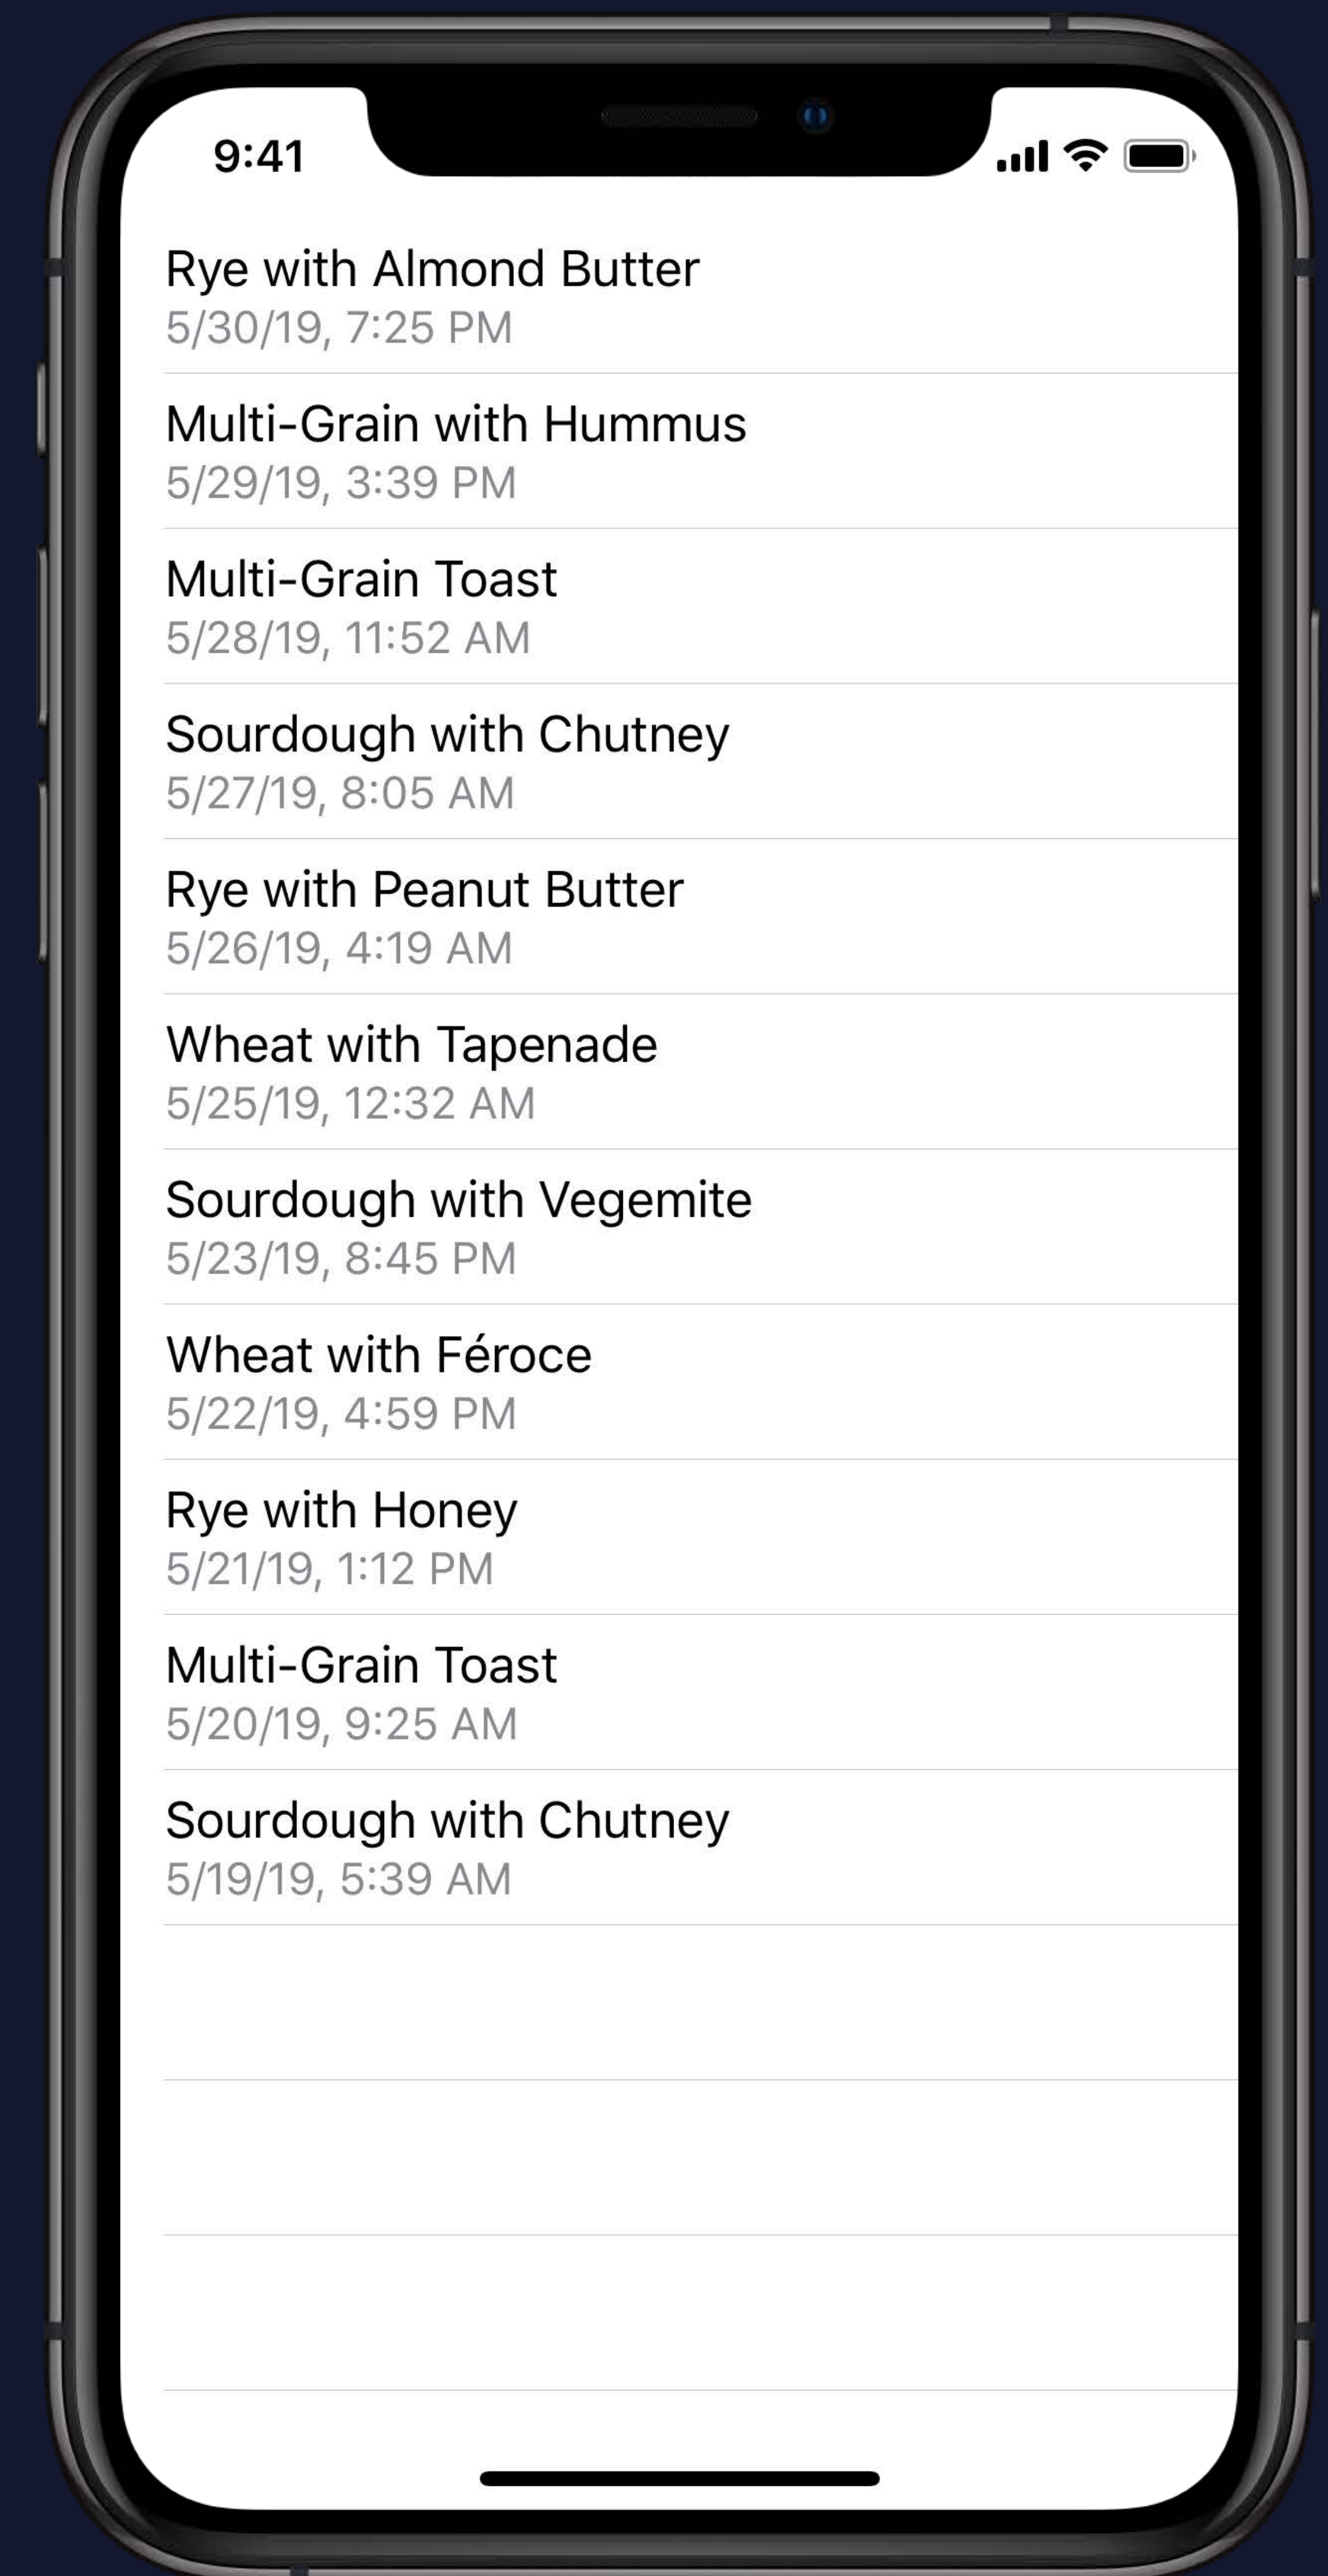 9:41
Rye with Almond Butter
5/30/19, 7:25 PM
Multi-Grain with Hummus
5/29/19, 3:39 PM
Multi-Grain Toast
5/28/19, 11:52 AM
Sourdough with Chutney
5/27/19, 8:05 AM
Rye with Peanut Butter
5/26/19, 4:19 AM
Wheat with Tapenade
5/25/19, 12:32 AM
Sourdough with Vegemite
5/23/19, 8:45 PM
Wheat with Féroce
5/22/19, 4:59 PM
Rye with Honey
5/21/19, 1:12 PM
Multi-Grain Toast
5/20/19, 9:25 AM
Sourdough with Chutney
5/19/19, 5:39 AM